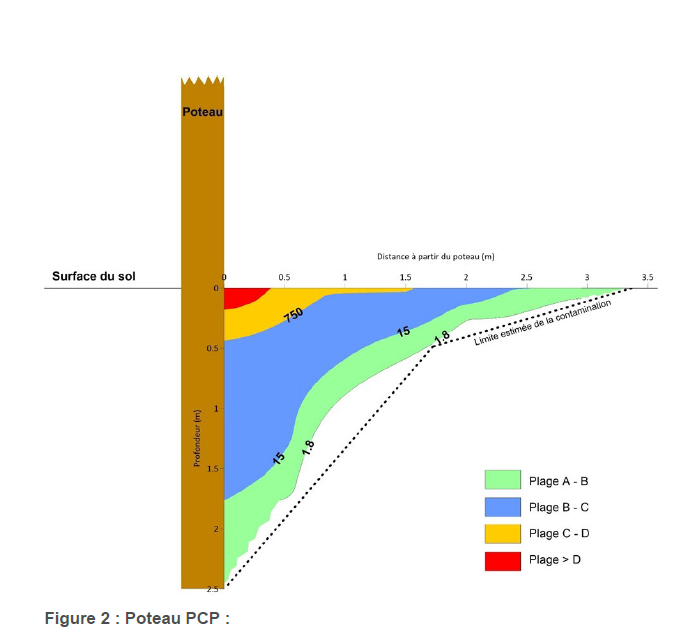 Poteau
Distance à partir du poteau (m)
Surface du sol
0 0.5 1 1.5 2 2.5 3 3.5
0
750
15
1.8
Limite estimée de la contamination
0.5
1
Profondeur (m)
15
1.8
1.5
2
2.5
Plage A - B
Plage B - C
Plage C - D
Plage > D
Figure 2 : Poteau PCP :